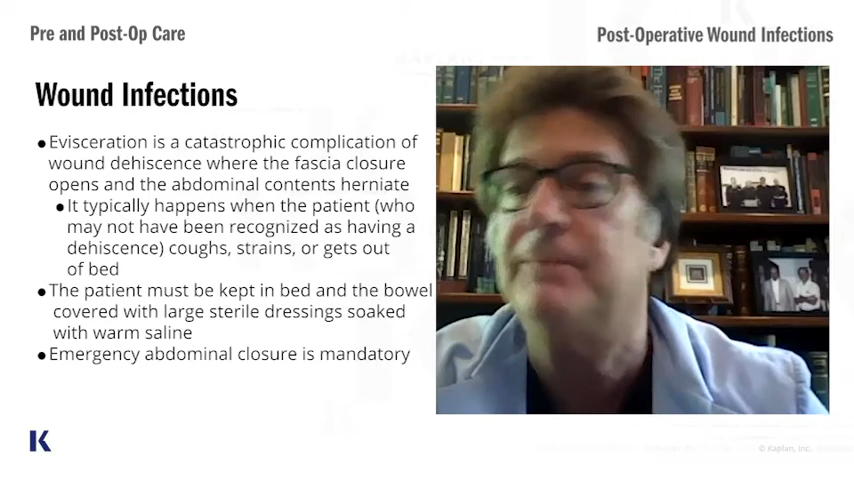 Pre and Post-Op Care
Post-Operative Wound Infections
Wound Infections
●Evisceration is a catastrophic complication of
wound dehiscence where the fascia closure
opens and the abdominal contents herniate
●It typically happens when the patient (who
may not have been recognized as having a
dehiscence) coughs, strains, or gets out
of bed
●The patient must be kept in bed and the bowel
covered with large sterile dressings soaked
with warm saline
●Emergency abdominal closure is mandatory
K
© Kaplan, Inc.